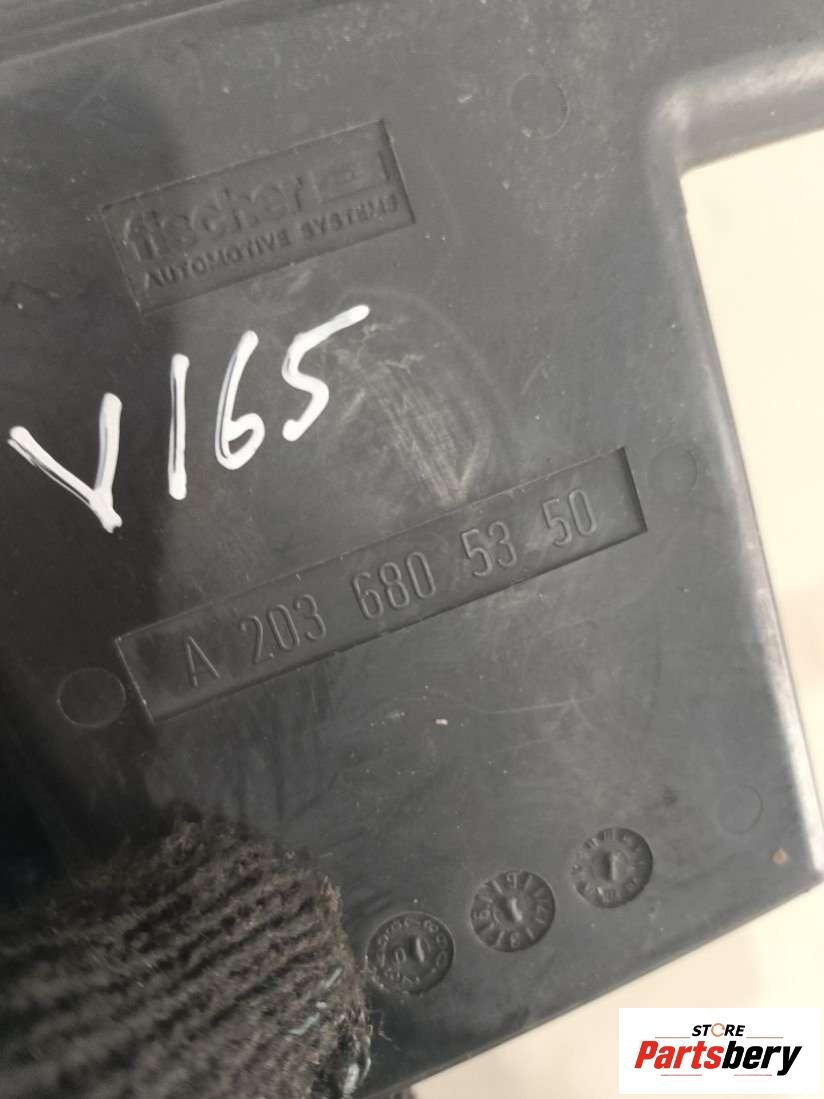 fischer
AUTOMOTIVE SYSTEMS
V165
A 203 680 53 50
STORE
Partsbery